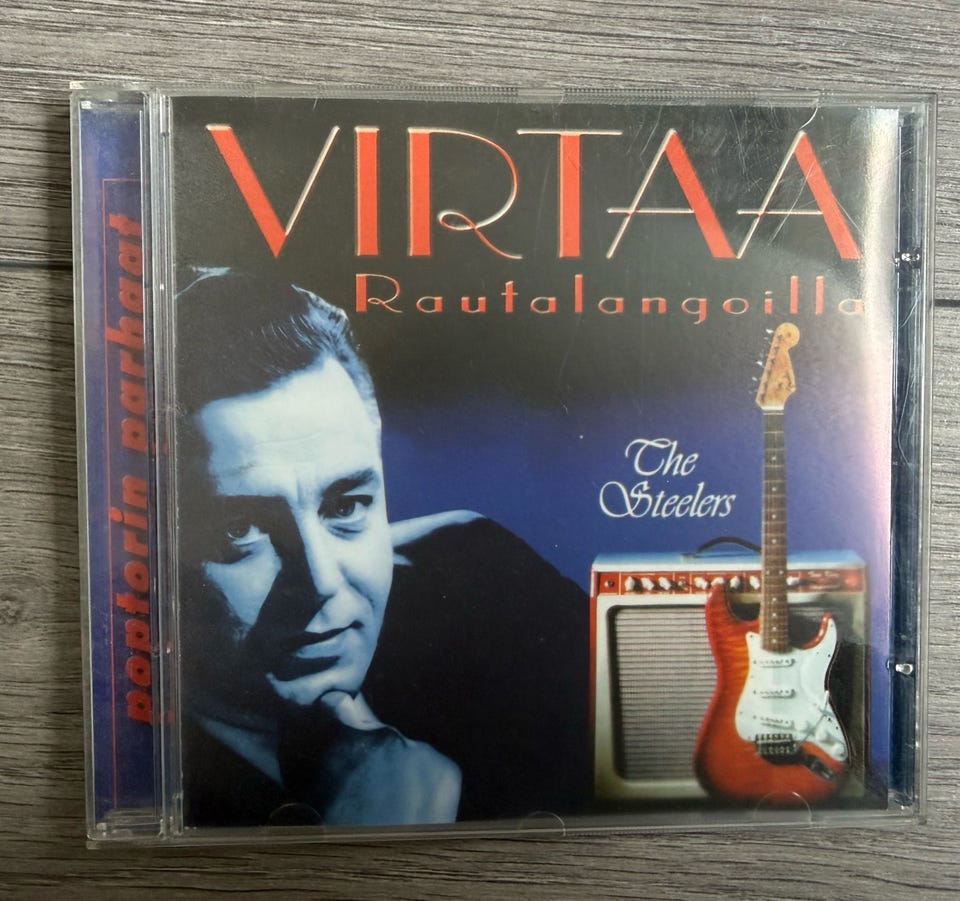 VIRTAA
Rautalangoilla
The
Steelers
poptorin parhaat